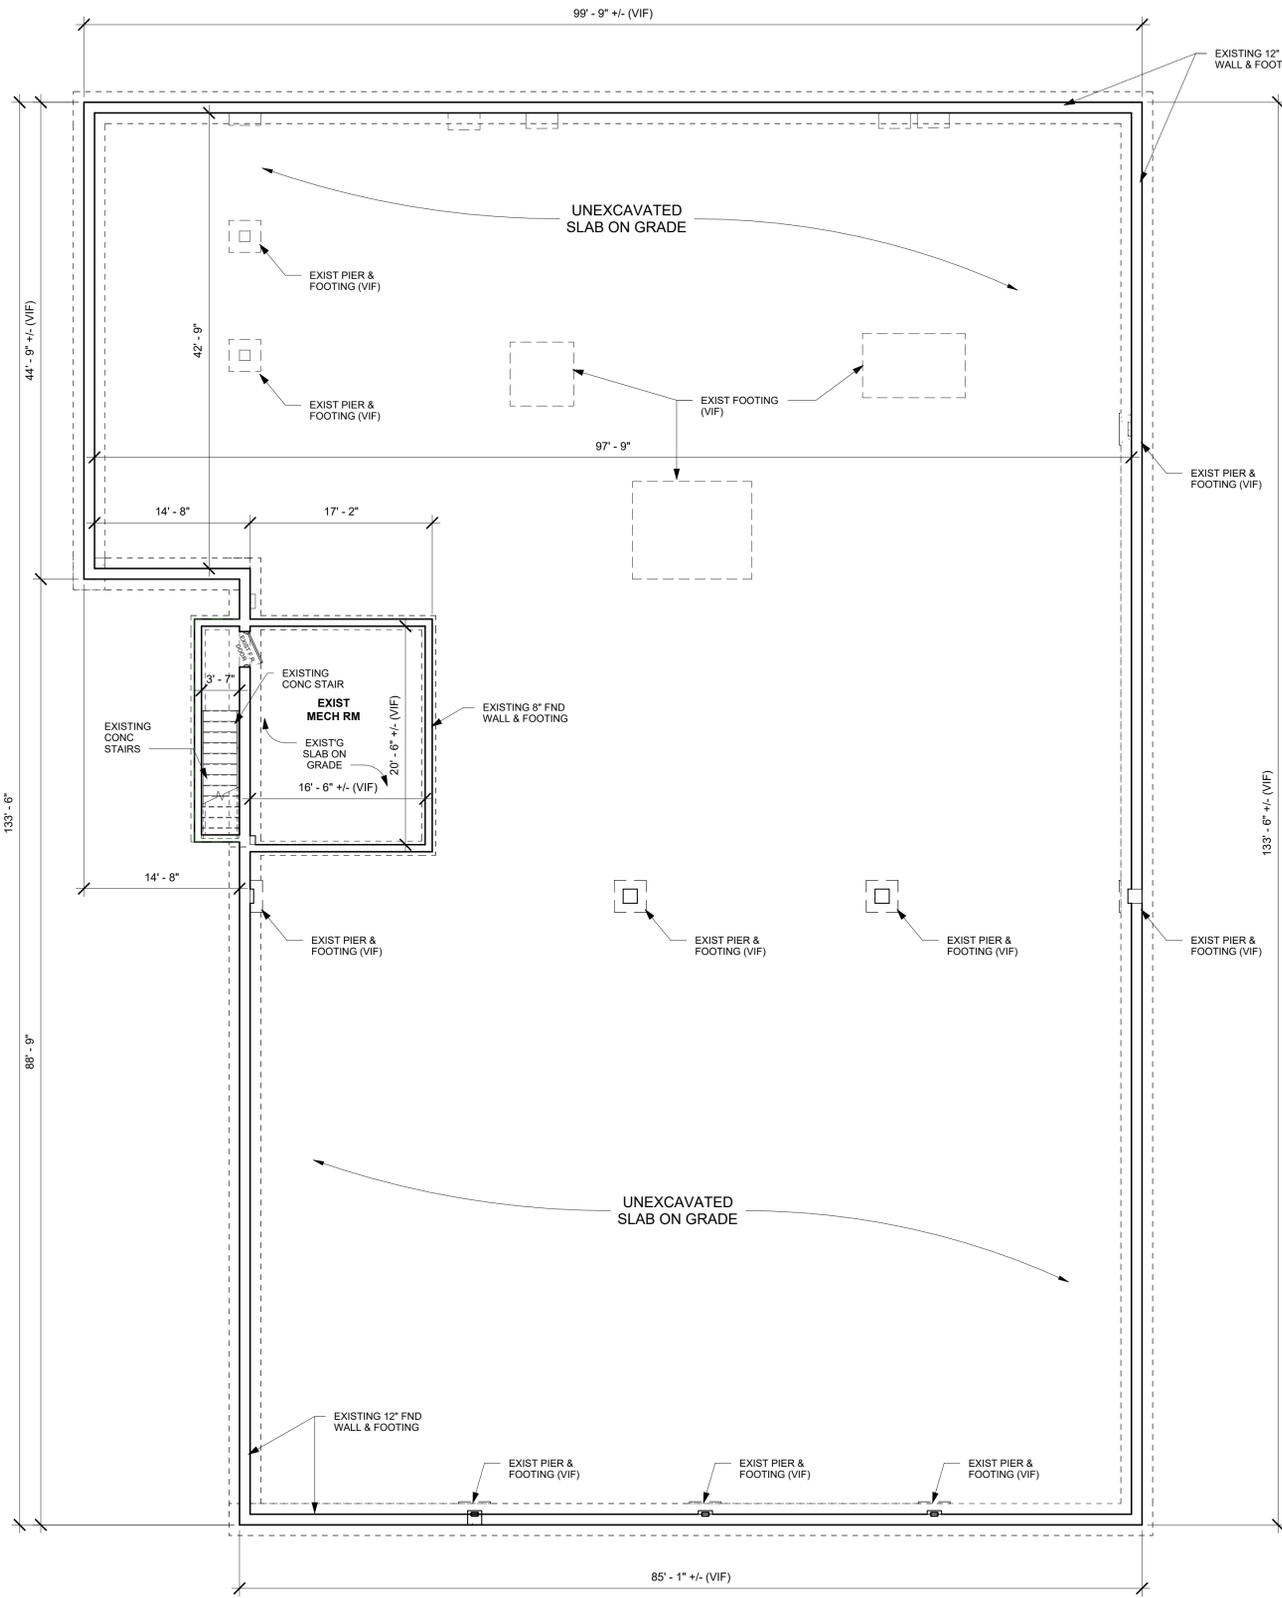 99' - 9" +/- (VIF)
EXISTING 12"
WALL & FOOT
UNEXCAVATED
SLAB ON GRADE
EXIST PIER &
FOOTING (VIF)
44' - 9" +/- (VIF)
42' - 9"
EXIST PIER &
FOOTING (VIF)
EXIST FOOTING
(VIF)
97' - 9"
EXIST PIER &
FOOTING (VIF)
14' - 8"
17' - 2"
EXIST F.R.
DOOR
3' - 7"
EXISTING
CONC STAIR
EXIST
MECH RM
EXISTING 8" FND
WALL & FOOTING
EXISTING
CONC
STAIRS
EXIST'G
SLAB ON
GRADE
20' - 6" +/- (VIF)
16' - 6" +/- (VIF)
133' - 6"
133' - 6" +/- (VIF)
14' - 8"
EXIST PIER &
FOOTING (VIF)
EXIST PIER &
FOOTING (VIF)
EXIST PIER &
FOOTING (VIF)
EXIST PIER &
FOOTING (VIF)
88' - 9"
UNEXCAVATED
SLAB ON GRADE
EXISTING 12" FND
WALL & FOOTING
EXIST PIER &
FOOTING (VIF)
EXIST PIER &
FOOTING (VIF)
EXIST PIER &
FOOTING (VIF)
85' - 1" +/- (VIF)